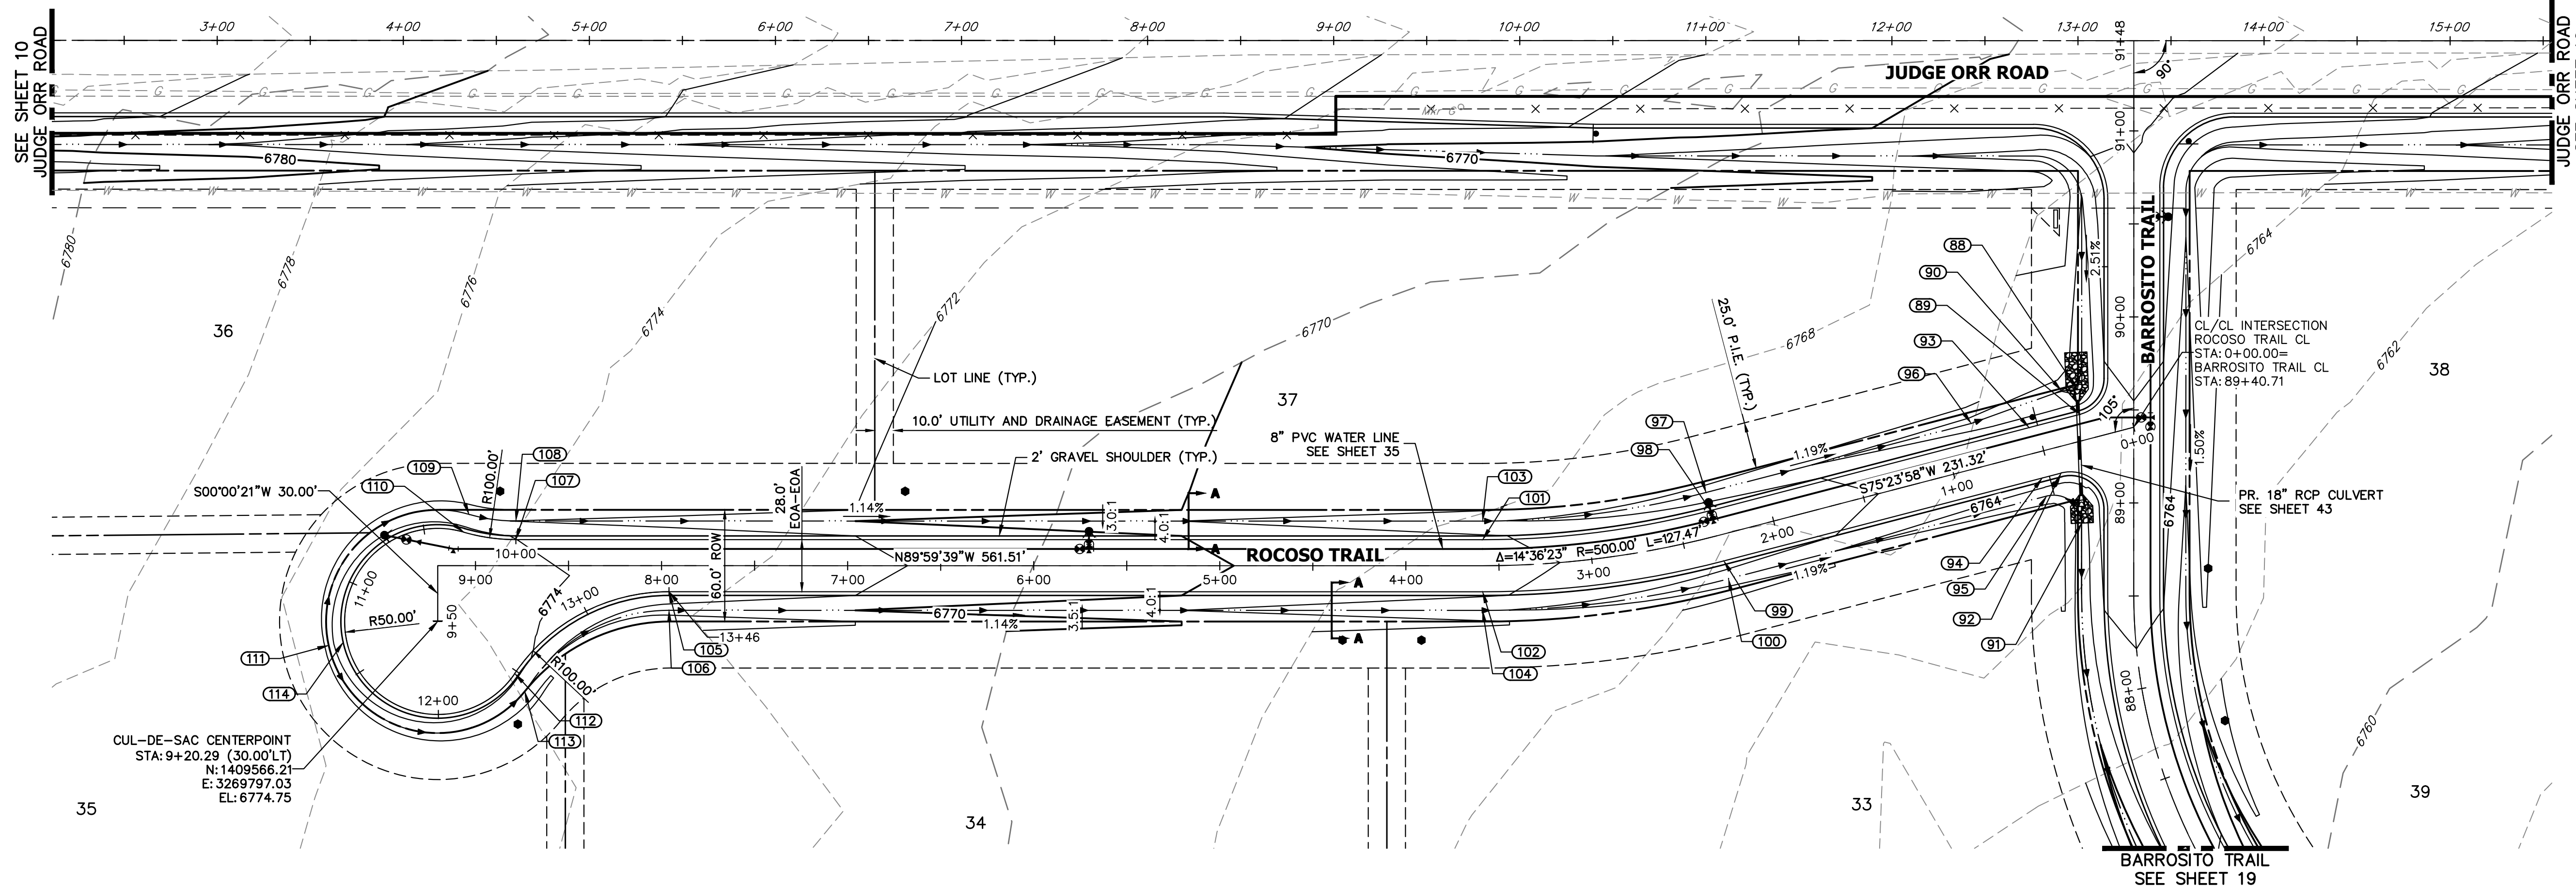 3+00 4+00 5+00 6+00 7+00 8+00 9+00 10+00 11+00 12+00 13+00 14+00 15+00
SEE SHEET 10
JUDGE ORR ROAD
JUDGE ORR ROAD
JUDGE ORR ROAD
91+48
90°
G G G G G G G G G G G G G G G G G G G G G G G
91+00
6780
6770
W W W W W W W W W W W W W W W W W W W W W W W W
6780
6778
6776
6774
6772
6770
6768
6764
6762
6760
36
37
38
2.51%
BARROSITO TRAIL
90+00
88
90
89
93
96
97
98
25.0' P.I.E. (TYP.)
CL/CL INTERSECTION
ROCOSO TRAIL CL
STA: 0+00.00=
BARROSITO TRAIL CL
STA: 89+40.71
105°
0+00
LOT LINE (TYP.)
10.0' UTILITY AND DRAINAGE EASEMENT (TYP.)
8" PVC WATER LINE
SEE SHEET 35
2' GRAVEL SHOULDER (TYP.)
1.19%
S75°23'58"W 231.32'
1+00
1.50%
6764
89+00
PR. 18" RCP CULVERT
SEE SHEET 43
S00°00'21"W 30.00'
109
110
R100.00'
108
107
28.0'
EOA-EOA
1.14%
3.0:1
4.0:1
A
A
103
101
6764
10+00
60.0' ROW
N89°59'39"W 561.51'
ROCOSO TRAIL
Δ=14°36'23" R=500.00' L=127.47'
2+00
1.19%
9+00
8+00
7+00
6+00
5+00
4+00
3+00
11+00
R50.00'
9+50
6774
13+00
13+46
6770
1.14%
3.5:1
4.0:1
A
A
94
95
92
91
99
100
102
104
105
106
111
114
12+00
R100.00'
112
113
88+00
CUL-DE-SAC CENTERPOINT
STA: 9+20.29 (30.00'LT)
N: 1409566.21
E: 3269797.03
EL: 6774.75
35
34
33
39
BARROSITO TRAIL
SEE SHEET 19